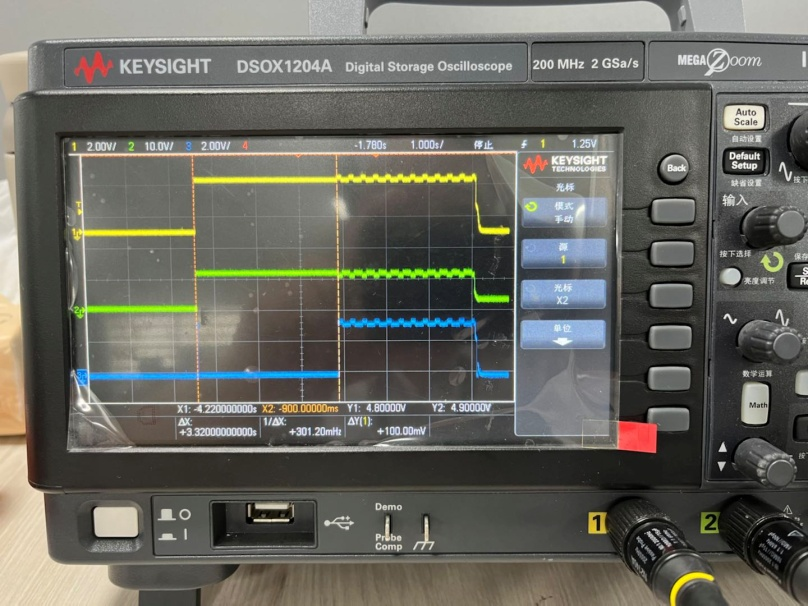 KEYSIGHT DSOX1204A Digital Storage Oscilloscope 200 MHz 2 GSa/s MEGA Zoom
1 2.00V/ 2 10.0V/ 3 2.00V/ 4 -1.780s 1.000s/ 停止 1 1.25V
KEYSIGHT
TECHNOLOGIES
光标
模式
手动
源
1
光标
X2
单位
X1: -4.220000000s X2: -900.00000ms Y1: 4.80000V Y2: 4.90000V
ΔX:
+3.32000000000s
1/ΔX:
+301.20mHz
ΔY(1):
+100.00mV
Back
Auto
Scale
自动设置
Default
Setup
缺省设置
输入
按下选择
亮度调节
数学运算
Math
Demo
Probe
Comp
1
2